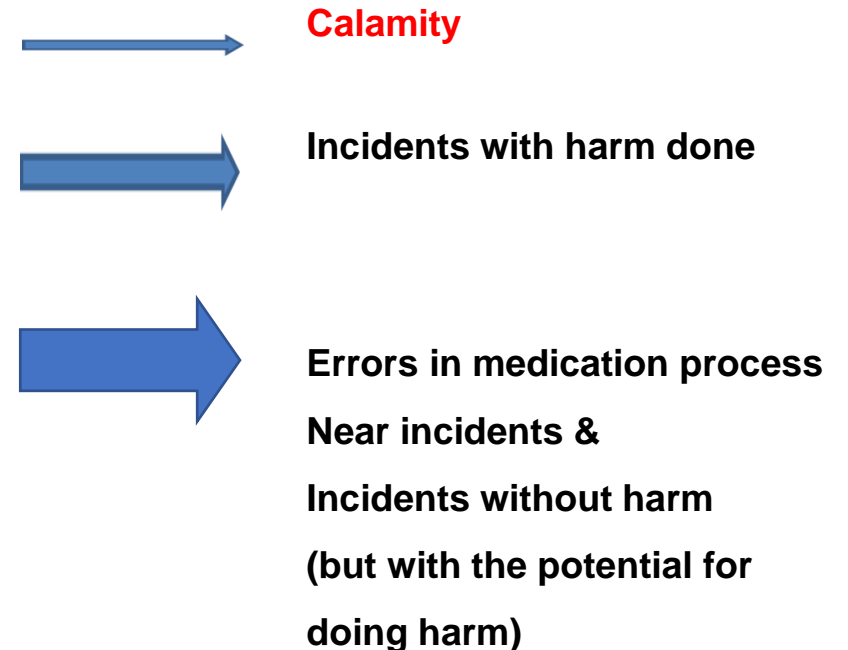 Calamity
Incidents with harm done
Errors in medication process
Near incidents &
Incidents without harm
(but with the potential for
doing harm)